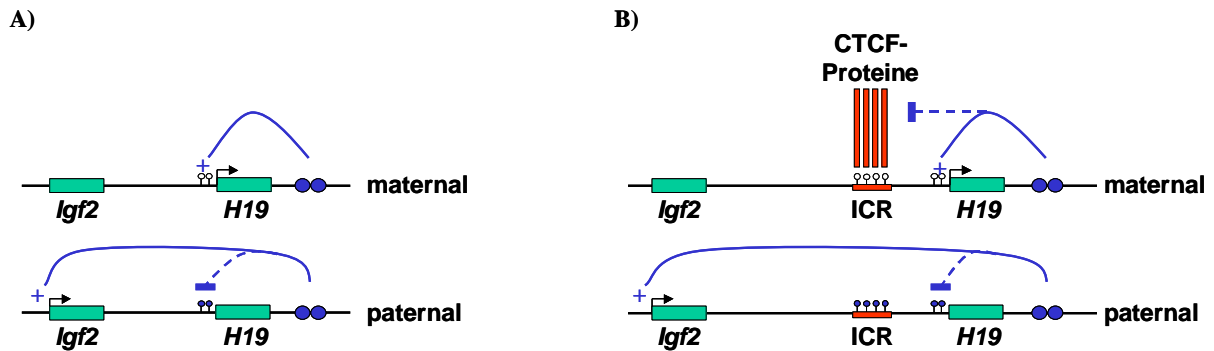 A)
+
Igf2
H19
maternal
+
Igf2
H19
paternal
B)
CTCF-
Proteine
+
Igf2
ICR
H19
maternal
+
Igf2
ICR
H19
paternal